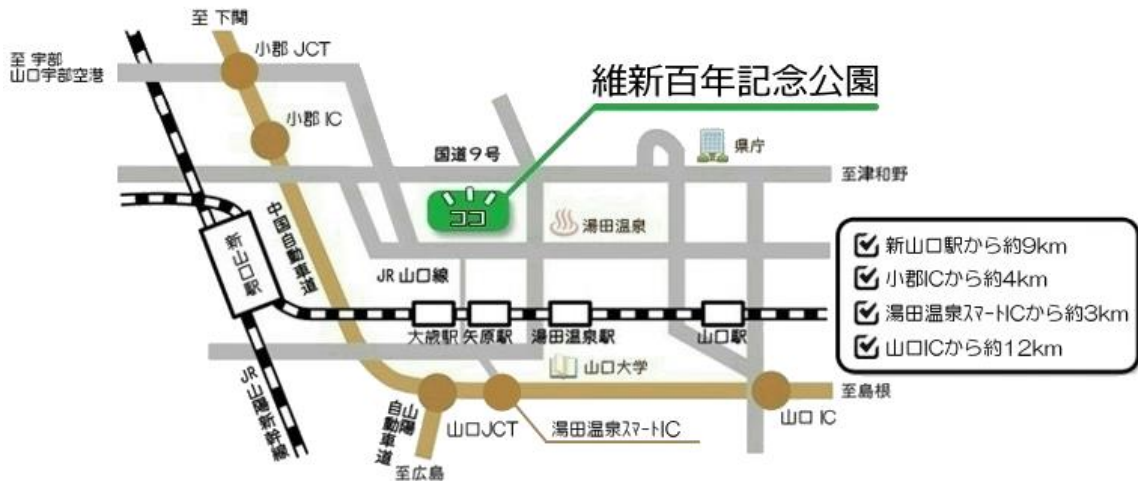 至 下関
小郡 JCT
至 宇部
山口宇部空港
維新百年記念公園
小郡 IC
国道9号
県庁
至津和野
ココ
湯田温泉
中国自動車道
新山口駅
JR 山口線
新山口駅から約9km
小郡ICから約4km
湯田温泉ｽﾏｰﾄICから約3km
山口ICから約12km
大歳駅
矢原駅
湯田温泉駅
山口駅
山口大学
至島根
JR山陽新幹線
山陽
自動車道
山口JCT
湯田温泉ｽﾏｰﾄIC
山口 IC
至広島